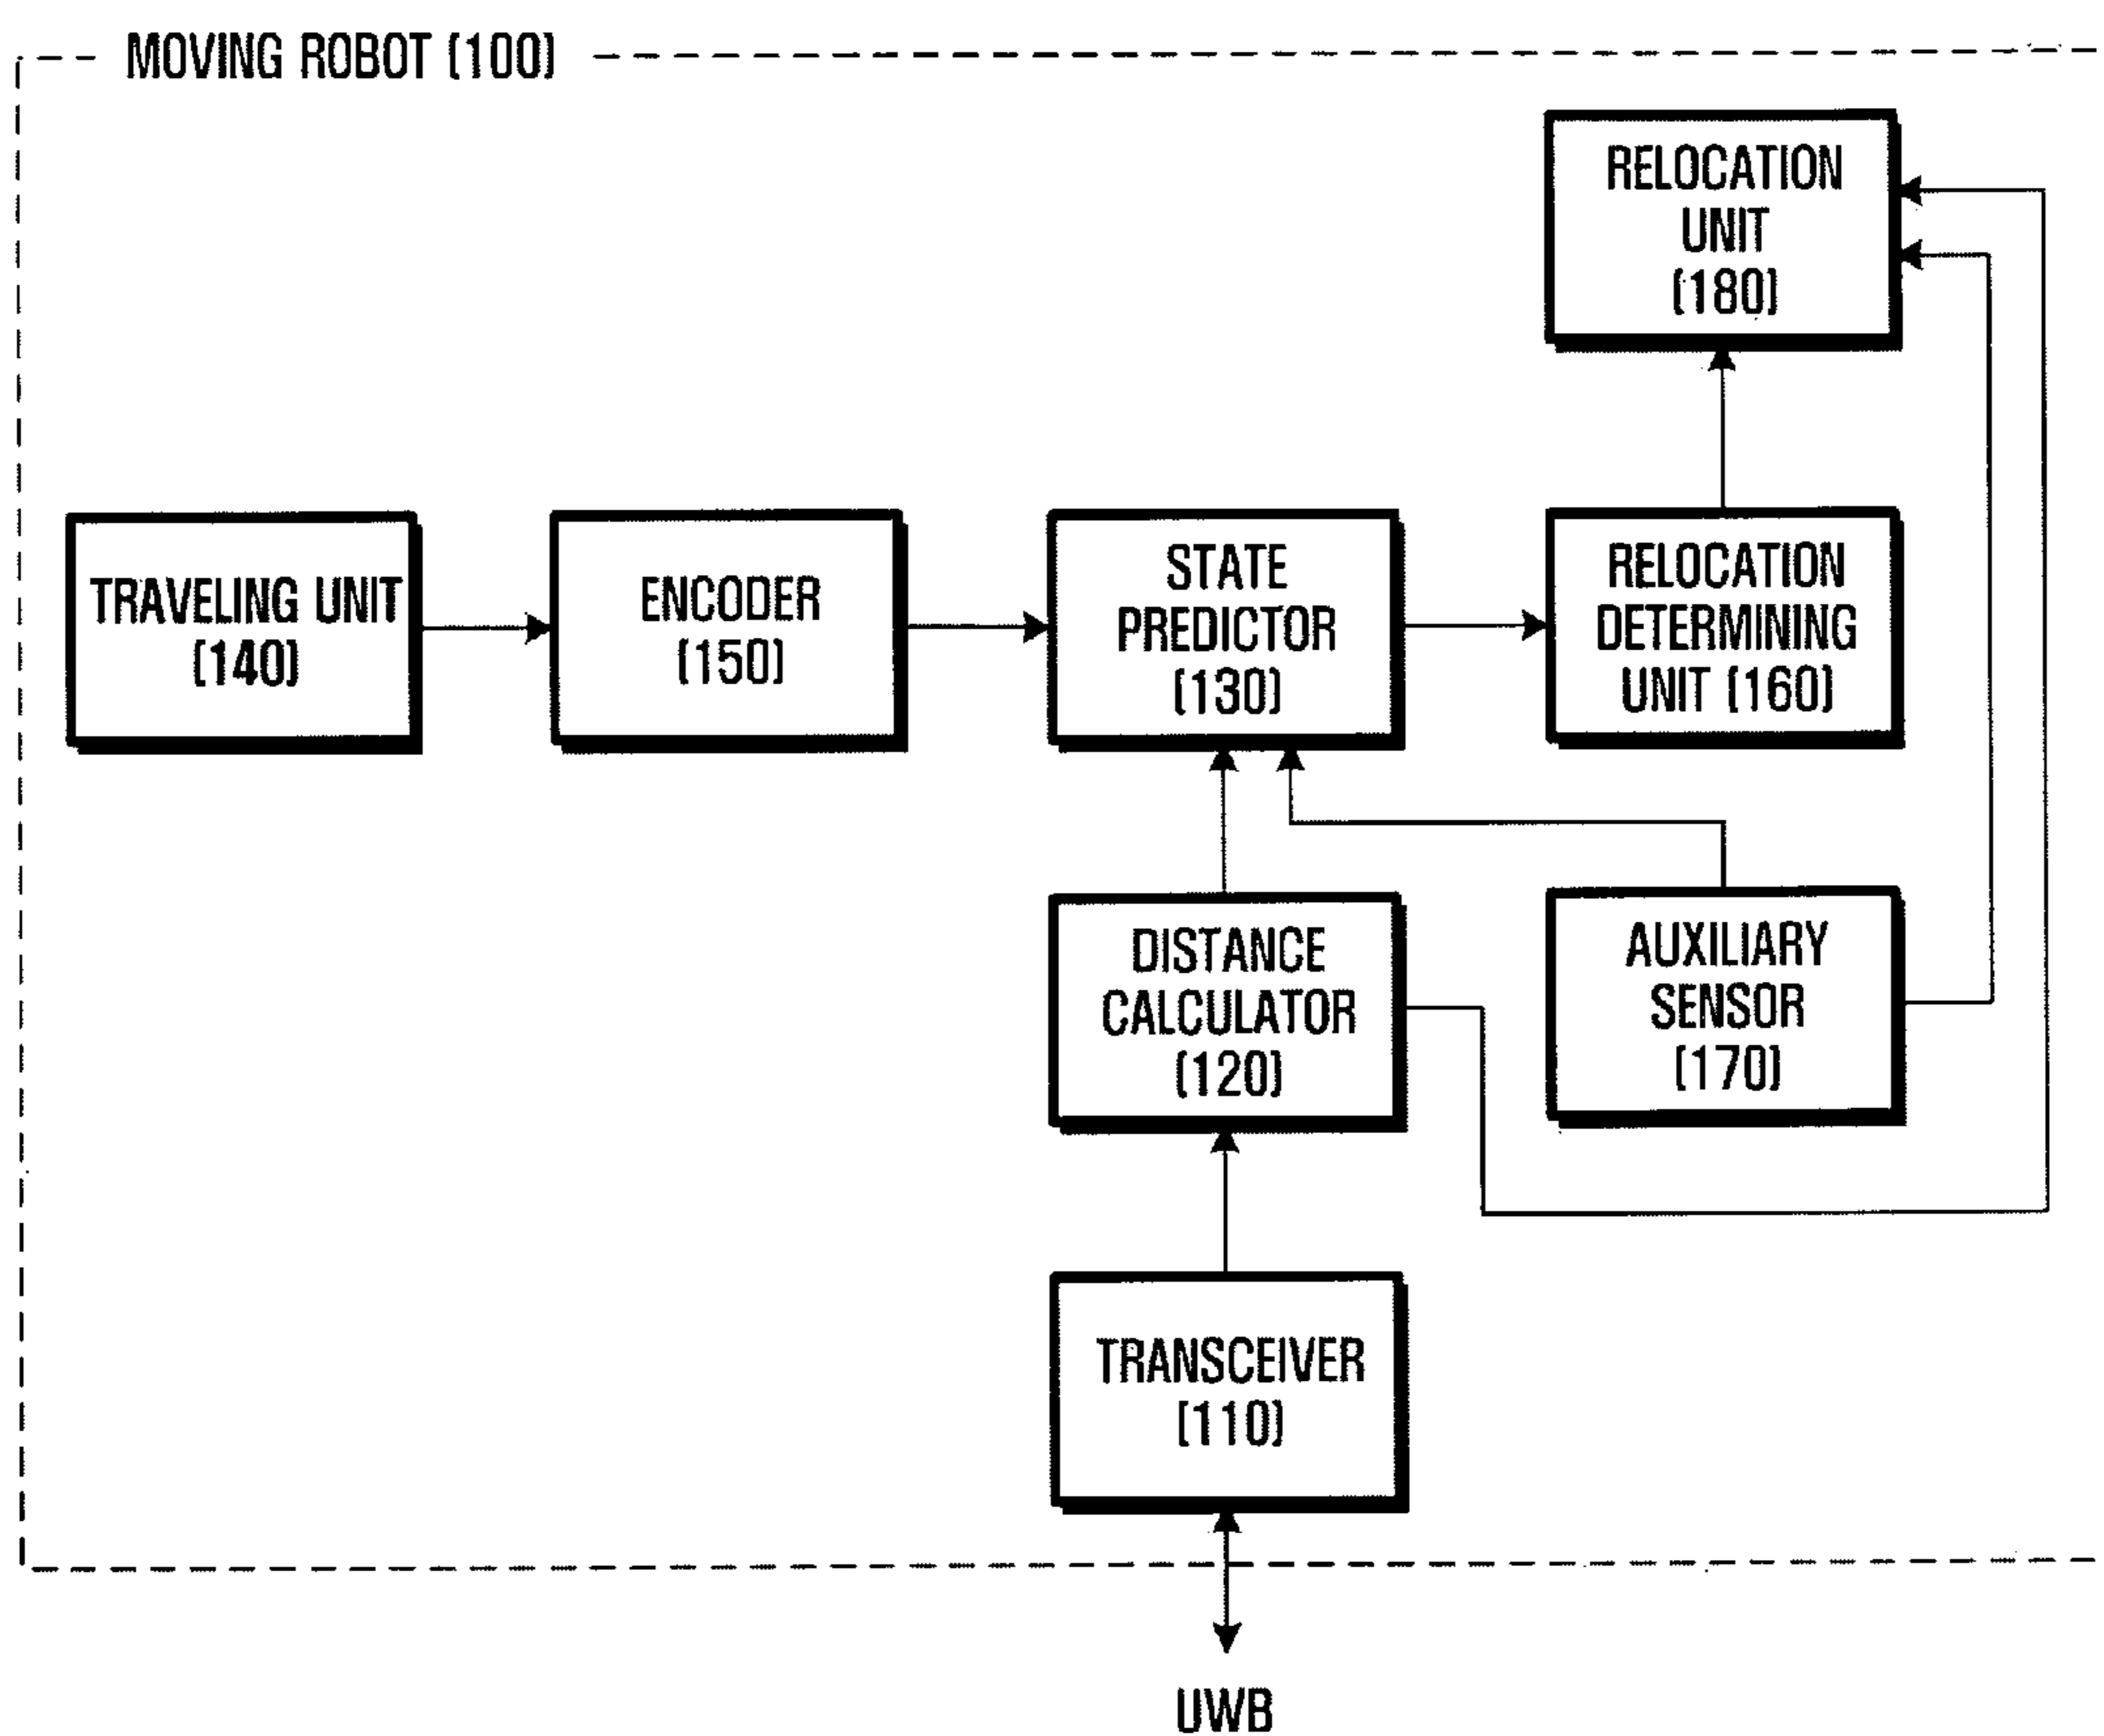 MOVING ROBOT (100)
RELOCATION
UNIT
(180)
TRAVELING UNIT
(140)
ENCODER
(150)
STATE
PREDICTOR
(130)
RELOCATION
DETERMINING
UNIT (160)
DISTANCE
CALCULATOR
(120)
AUXILIARY
SENSOR
(170)
TRANSCEIVER
(110)
UWB